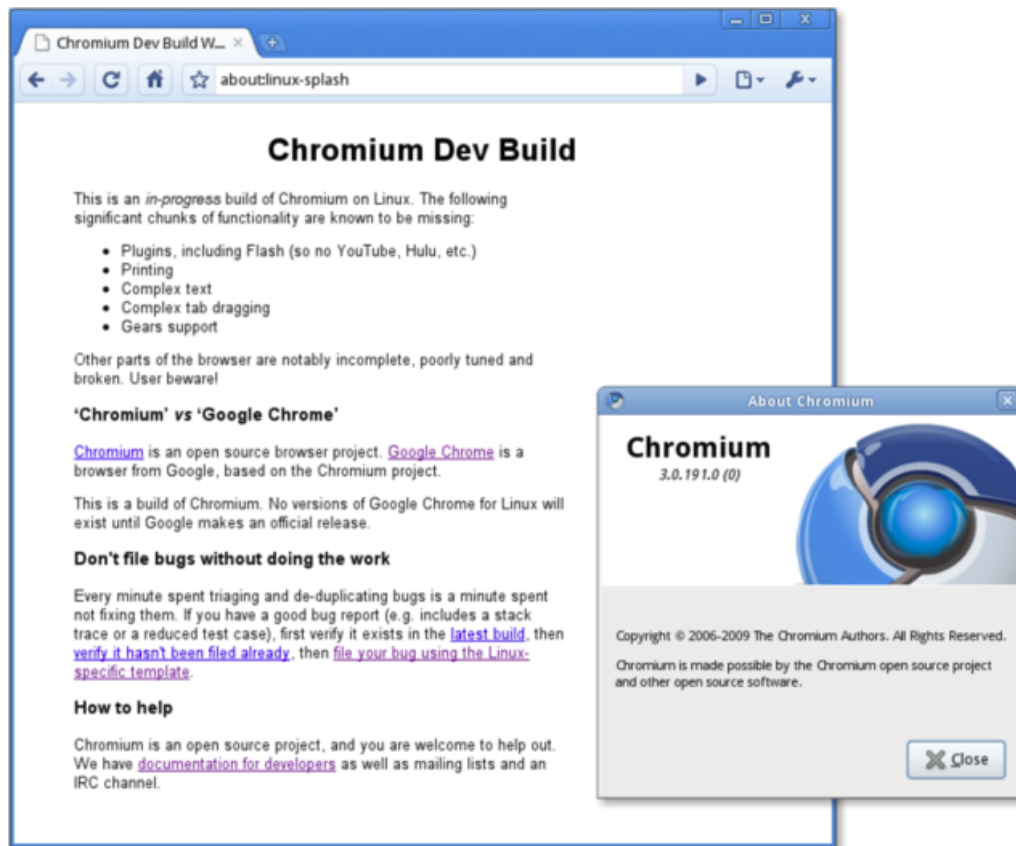 Chromium Dev Build W...
about:linux-splash
Chromium Dev Build
This is an in-progress build of Chromium on Linux. The following
significant chunks of functionality are known to be missing:
• Plugins, including Flash (so no YouTube, Hulu, etc.)
• Printing
• Complex text
• Complex tab dragging
• Gears support
Other parts of the browser are notably incomplete, poorly tuned and
broken. User beware!
‘Chromium’ vs ‘Google Chrome’
Chromium is an open source browser project. Google Chrome is a
browser from Google, based on the Chromium project.
This is a build of Chromium. No versions of Google Chrome for Linux will
exist until Google makes an official release.
Don't file bugs without doing the work
Every minute spent triaging and de-duplicating bugs is a minute spent
not fixing them. If you have a good bug report (e.g. includes a stack
trace or a reduced test case), first verify it exists in the latest build, then
verify it hasn't been filed already, then file your bug using the Linux-
specific template.
How to help
Chromium is an open source project, and you are welcome to help out.
We have documentation for developers as well as mailing lists and an
IRC channel.
About Chromium
Chromium
3.0.191.0 (0)
Copyright © 2006-2009 The Chromium Authors. All Rights Reserved.
Chromium is made possible by the Chromium open source project
and other open source software.
Close